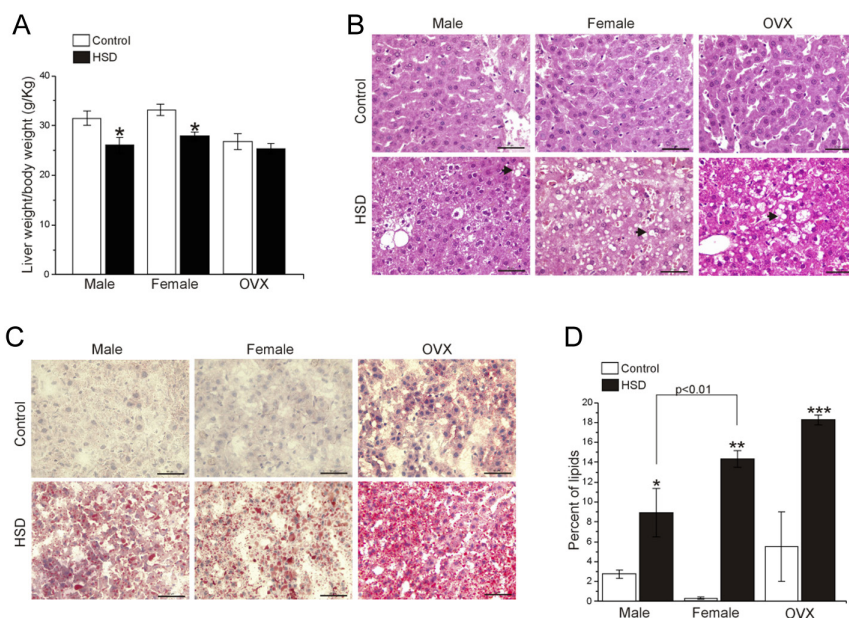 A
Control
HSD
Liver weight/body weight (g/Kg)
40
30
20
10
0
*
*
Male Female OVX
B
Male Female OVX
Control
HSD
C
Male Female OVX
Control
HSD
D
Control
HSD
p<0.01
Percent of lipids
20
18
16
14
12
10
8
6
4
2
0
*
**
***
Male Female OVX